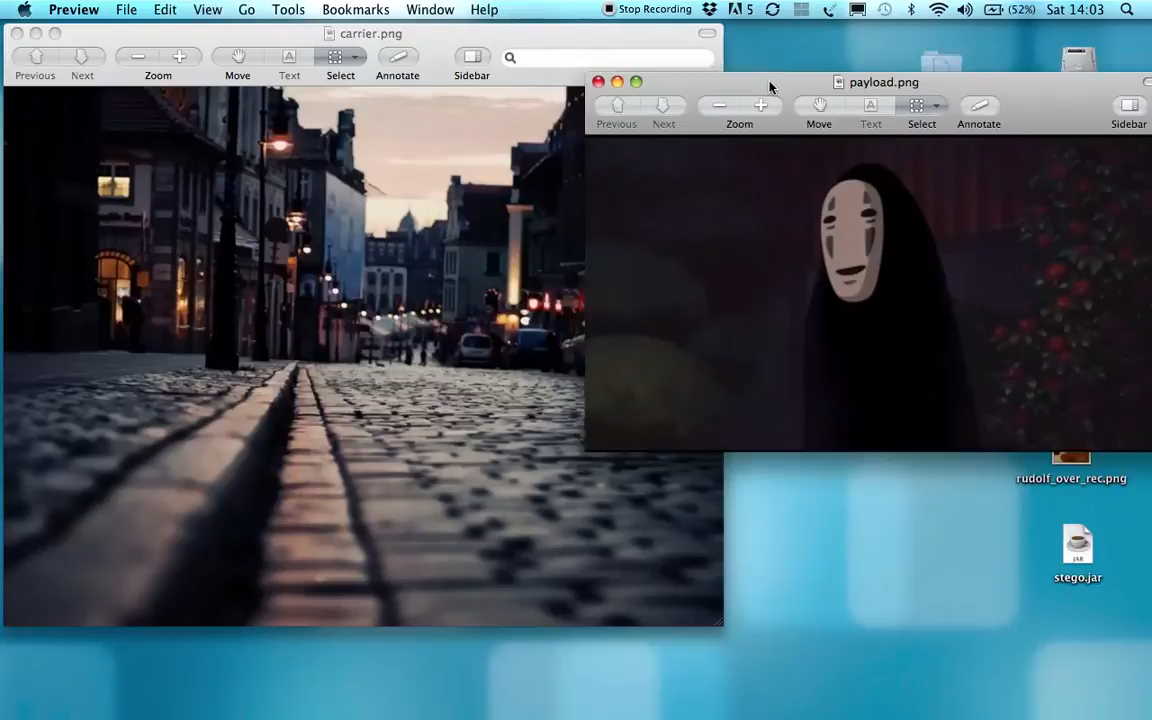 Preview File Edit View Go Tools Bookmarks Window Help Stop Recording 5 (52%) Sat 14:03
carrier.png
Previous Next Zoom Move Text Select Annotate Sidebar
payload.png
Previous Next Zoom Move Text Select Annotate Sidebar
rudolf_over_rec.png
JAR
stego.jar